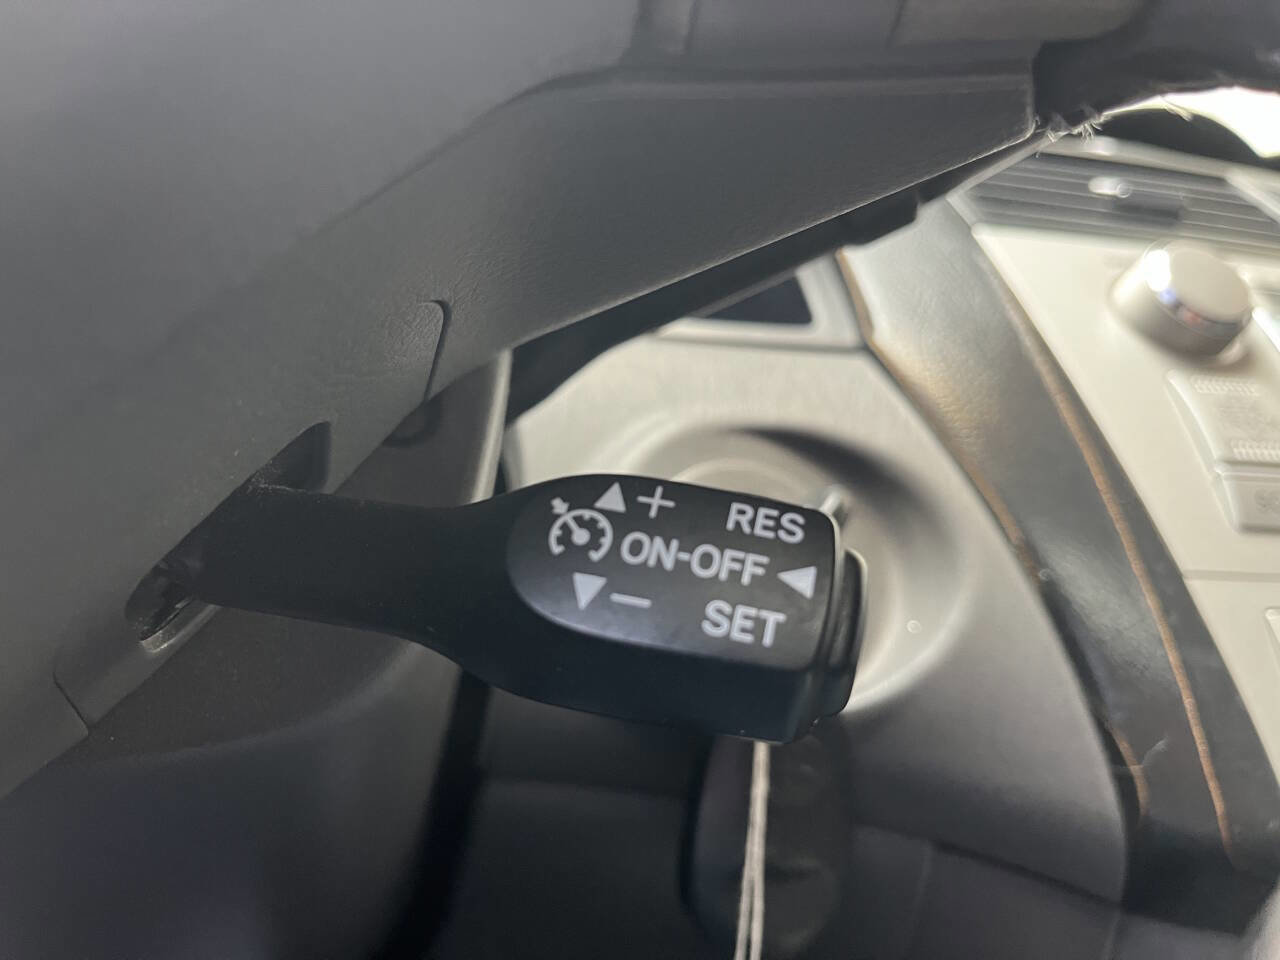 + RES
ON-OFF
− SET